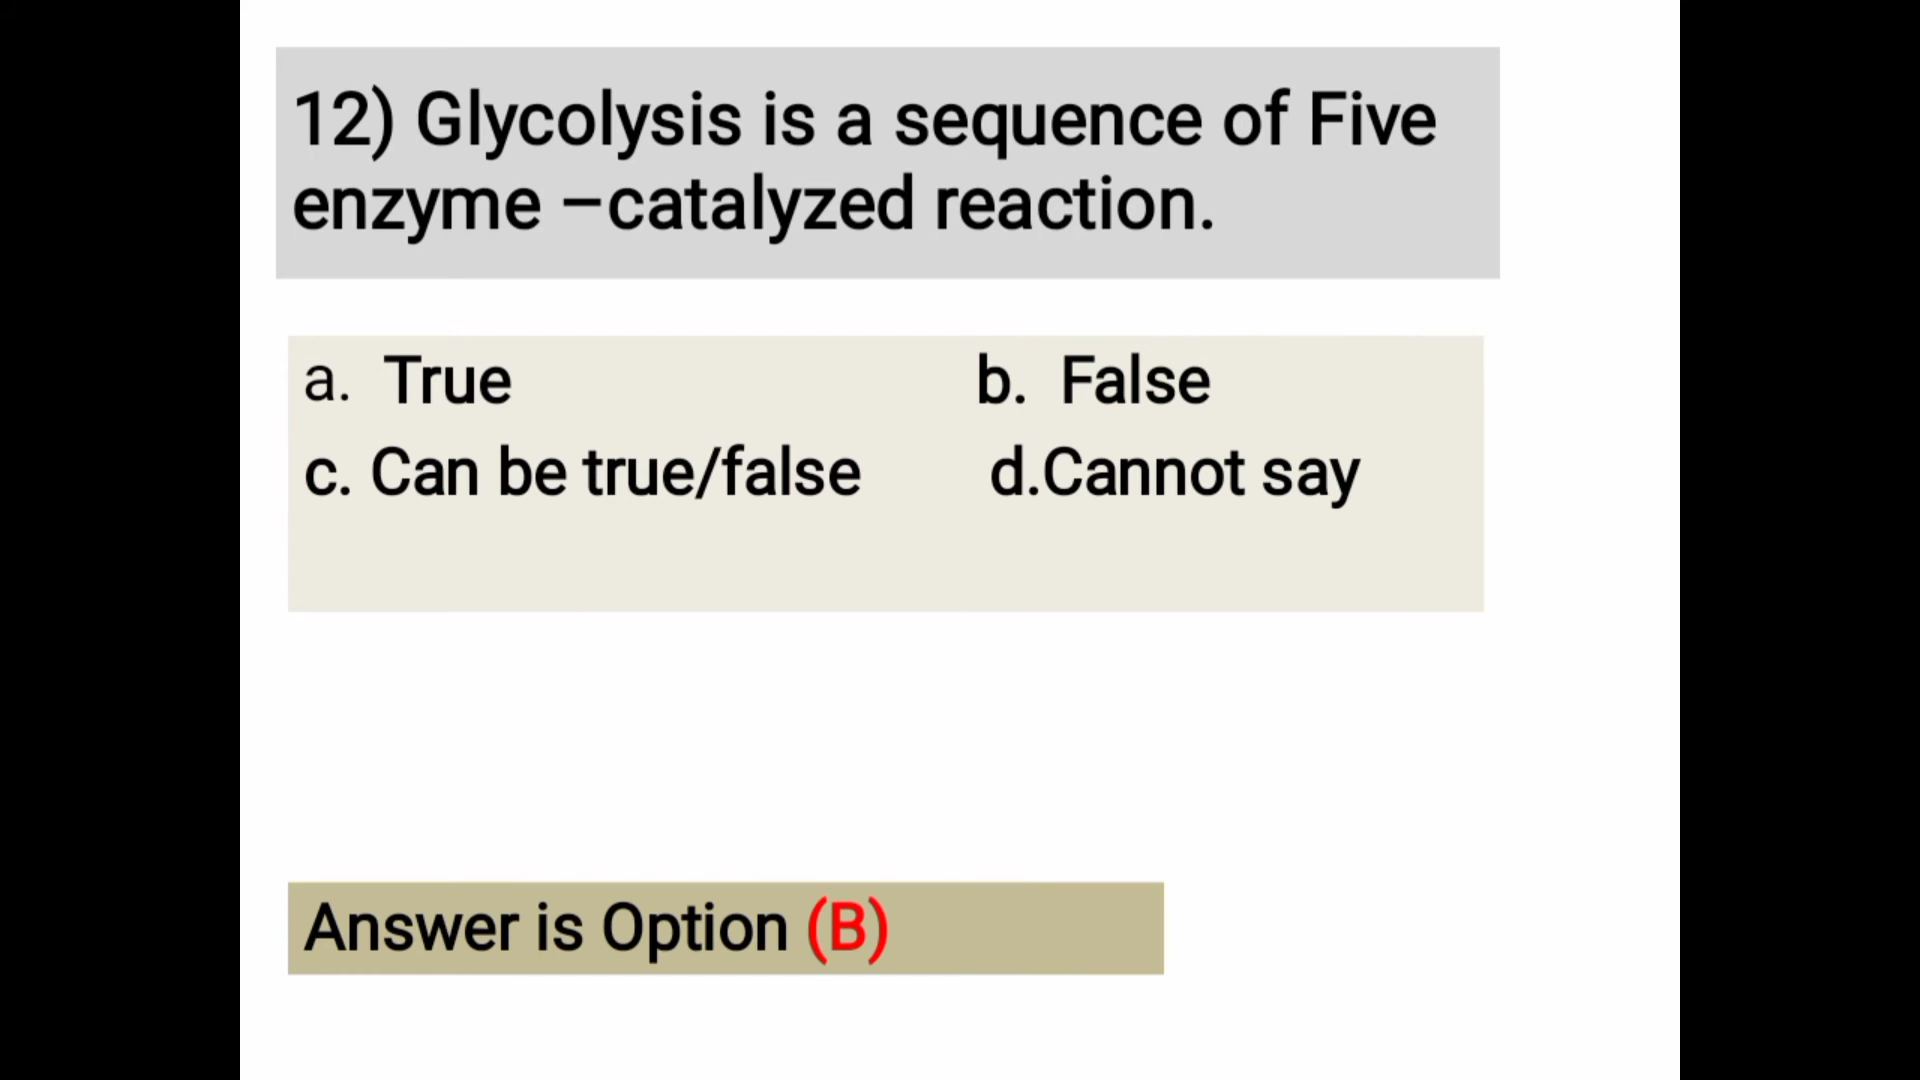 12) Glycolysis is a sequence of Five
enzyme –catalyzed reaction.
a. True b. False
c. Can be true/false d.Cannot say
Answer is Option (B)